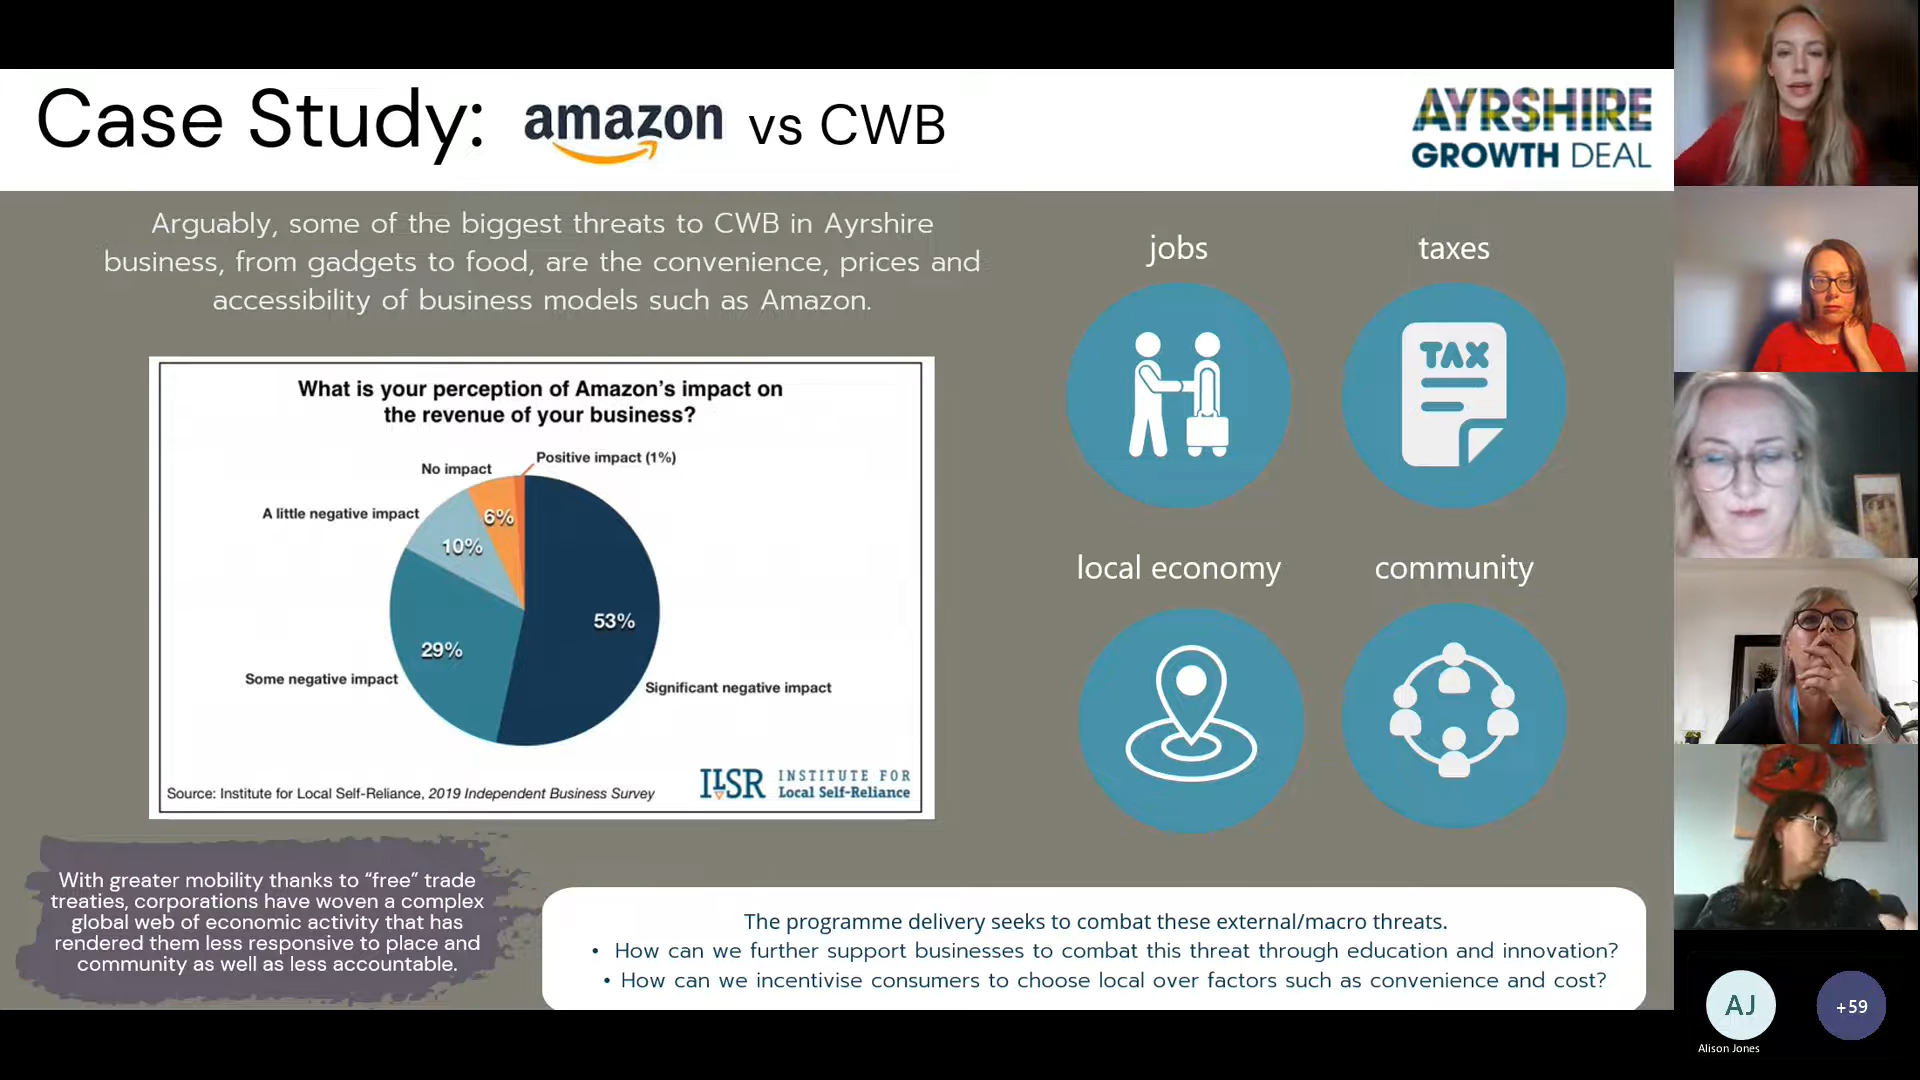 Case Study: amazon vs CWB
AYRSHIRE
GROWTH DEAL
Arguably, some of the biggest threats to CWB in Ayrshire
business, from gadgets to food, are the convenience, prices and
accessibility of business models such as Amazon.
What is your perception of Amazon's impact on
the revenue of your business?
Positive impact (1%)
No impact
6%
A little negative impact
10%
53%
29%
Some negative impact
Significant negative impact
Source: Institute for Local Self-Reliance, 2019 Independent Business Survey
ILSR
INSTITUTE FOR
Local Self-Reliance
jobs
taxes
TAX
local economy
community
With greater mobility thanks to “free” trade
treaties, corporations have woven a complex
global web of economic activity that has
rendered them less responsive to place and
community as well as less accountable.
The programme delivery seeks to combat these external/macro threats.
• How can we further support businesses to combat this threat through education and innovation?
• How can we incentivise consumers to choose local over factors such as convenience and cost?
AJ
Alison Jones
+59